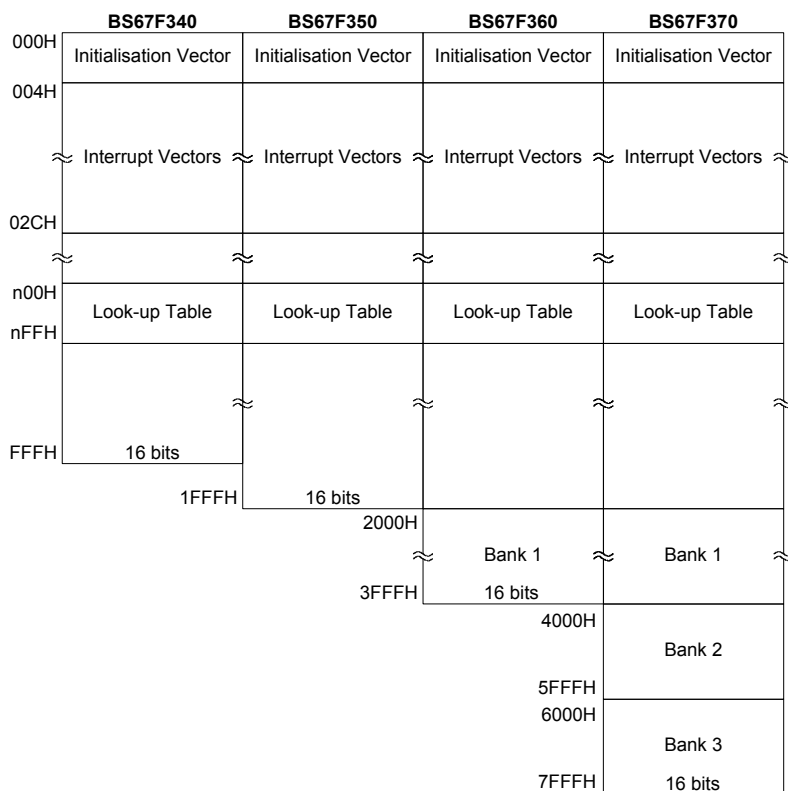 BS67F340 BS67F350 BS67F360 BS67F370
000H
Initialisation Vector Initialisation Vector Initialisation Vector Initialisation Vector
004H
Interrupt Vectors Interrupt Vectors Interrupt Vectors Interrupt Vectors
02CH
n00H
Look-up Table Look-up Table Look-up Table Look-up Table
nFFH
FFFH 16 bits
1FFFH 16 bits
2000H
Bank 1 Bank 1
3FFFH 16 bits
4000H
Bank 2
5FFFH
6000H
Bank 3
7FFFH 16 bits